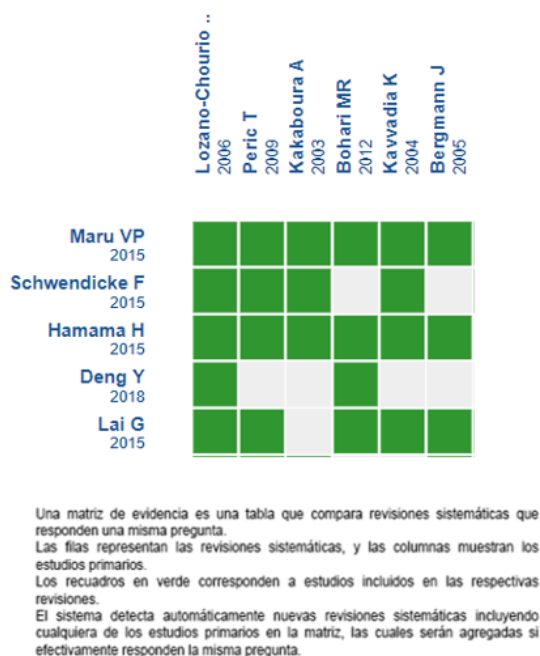 Lozano-Chourio ..
2006
Peric T
2009
Kakaboura A
2003
Bohari MR
2012
Kavvadia K
2004
Bergmann J
2005
Maru VP
2015
Schwendicke F
2015
Hamama H
2015
Deng Y
2018
Lai G
2015
Una matriz de evidencia es una tabla que compara revisiones sistemáticas que
responden una misma pregunta.
Las filas representan las revisiones sistemáticas, y las columnas muestran los
estudios primarios.
Los recuadros en verde corresponden a estudios incluidos en las respectivas
revisiones.
El sistema detecta automáticamente nuevas revisiones sistemáticas incluyendo
cualquiera de los estudios primarios en la matriz, las cuales serán agregadas si
efectivamente responden la misma pregunta.